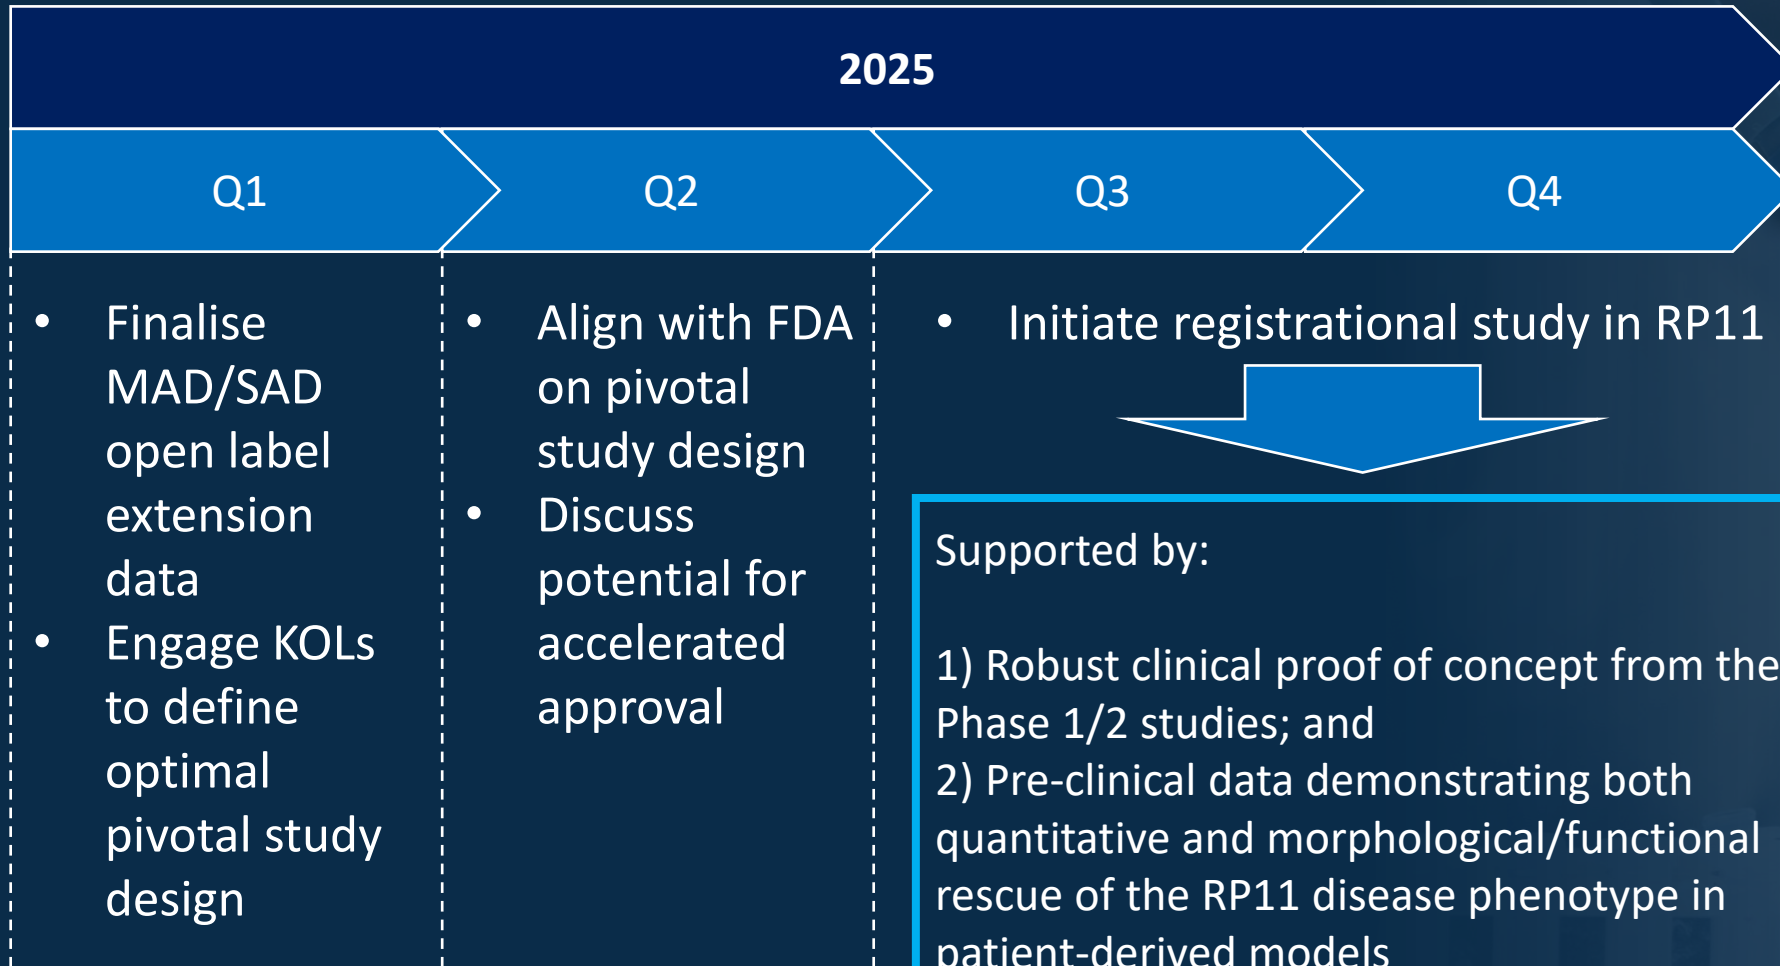 2025
Q1
Q2
Q3
Q4
• Finalise
MAD/SAD
open label
extension
data
• Engage KOLs
to define
optimal
pivotal study
design
• Align with FDA
on pivotal
study design
• Discuss
potential for
accelerated
approval
• Initiate registrational study in RP11
Supported by:
1) Robust clinical proof of concept from the
Phase 1/2 studies; and
2) Pre-clinical data demonstrating both
quantitative and morphological/functional
rescue of the RP11 disease phenotype in
patient-derived models